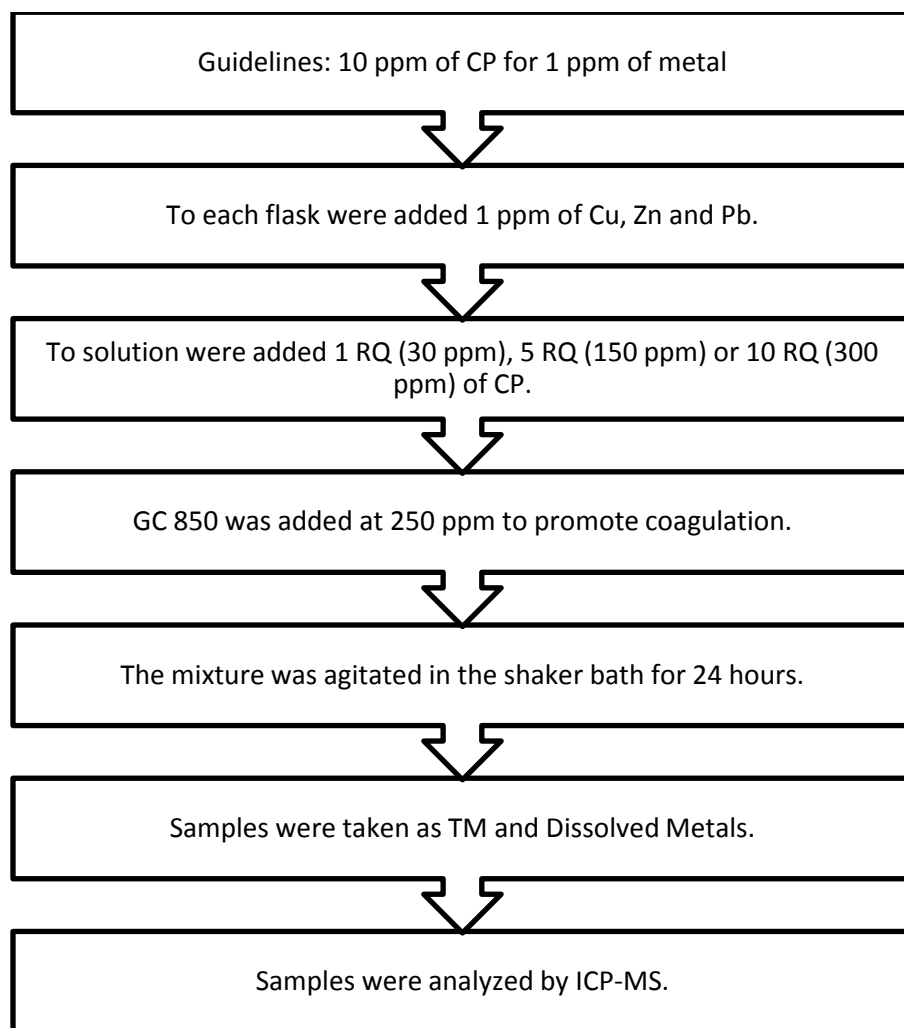 Guidelines: 10 ppm of CP for 1 ppm of metal
To each flask were added 1 ppm of Cu, Zn and Pb.
To solution were added 1 RQ (30 ppm), 5 RQ (150 ppm) or 10 RQ (300
ppm) of CP.
GC 850 was added at 250 ppm to promote coagulation.
The mixture was agitated in the shaker bath for 24 hours.
Samples were taken as TM and Dissolved Metals.
Samples were analyzed by ICP-MS.